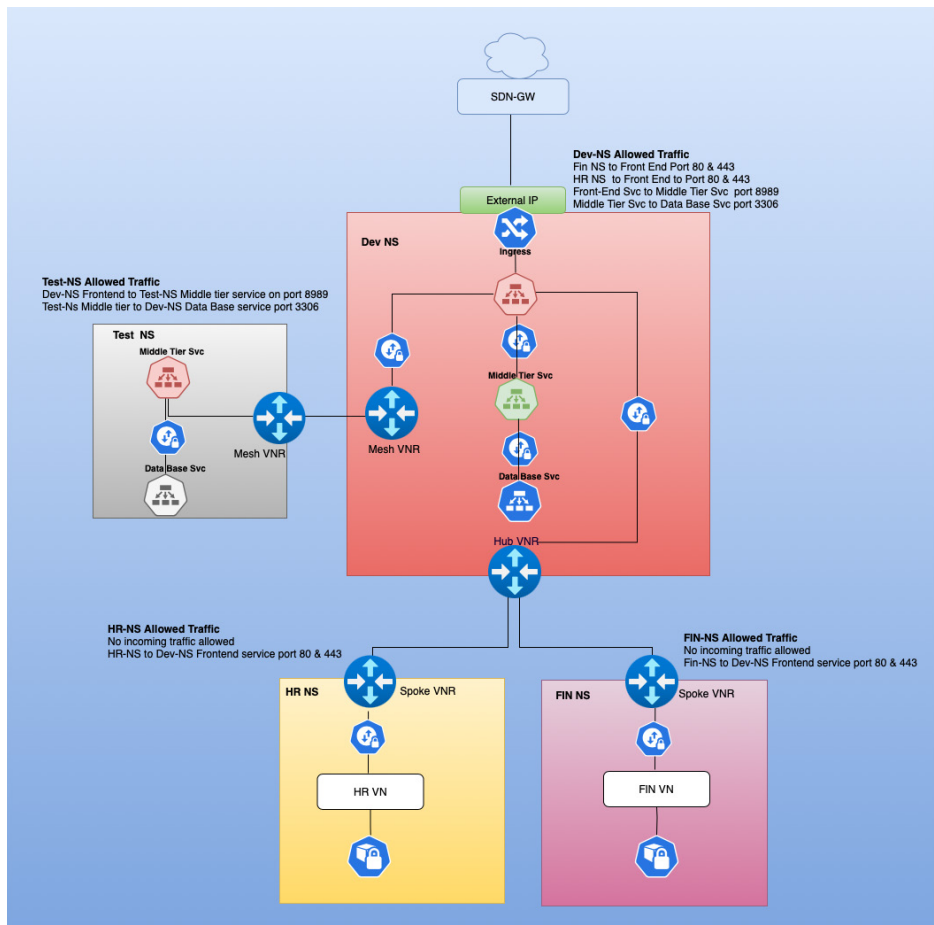 SDN-GW
Dev-NS Allowed Traffic
Fin NS to Front End Port 80 & 443
HR NS  to Front End to Port 80 & 443
Front-End Svc to Middle Tier Svc  port 8989
Middle Tier Svc to Data Base Svc port 3306
External IP
Dev NS
Ingress
Test-NS Allowed Traffic
Dev-NS Frontend to Test-NS Middle tier service on port 8989
Test-Ns Middle tier to Dev-NS Data Base service port 3306
Test  NS
Middle Tier Svc
Middle Tier Svc
Mesh VNR
Mesh VNR
Data Base Svc
Data Base Svc
Hub VNR
HR-NS Allowed Traffic
No incoming traffic allowed
HR-NS to Dev-NS Frontend service port 80 & 443
FIN-NS Allowed Traffic
No incoming traffic allowed
Fin-NS to Dev-NS Frontend service port 80 & 443
HR NS
Spoke VNR
FIN NS
Spoke VNR
HR VN
FIN VN